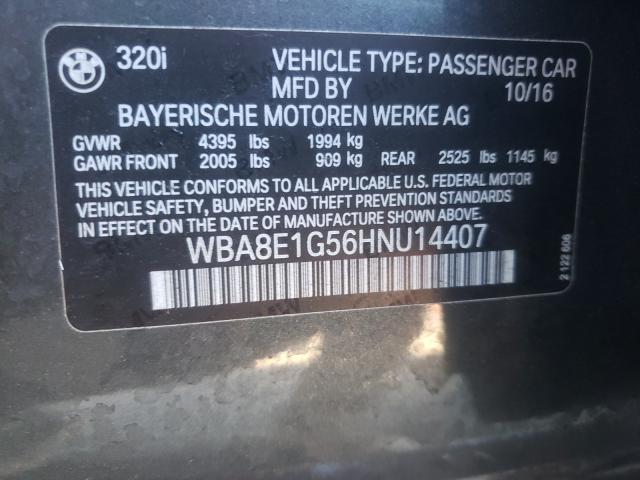 320i VEHICLE TYPE: PASSENGER CAR
MFD BY 10/16
BAYERISCHE MOTOREN WERKE AG
GVWR 4395 lbs 1994 kg
GAWR FRONT 2005 lbs 909 kg REAR 2525 lbs 1145 kg
THIS VEHICLE CONFORMS TO ALL APPLICABLE U.S. FEDERAL MOTOR
VEHICLE SAFETY, BUMPER AND THEFT PREVENTION STANDARDS
IN EFFECT ON THE DATE OF MANUFACTURE SHOWN ABOVE.
WBA8E1G56HNU14407
2 122 606